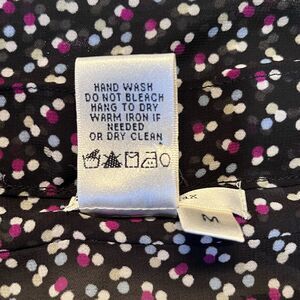 HAND WASH
DO NOT BLEACH
HANG TO DRY
WARM IRON IF
NEEDED
OR DRY CLEAN
M